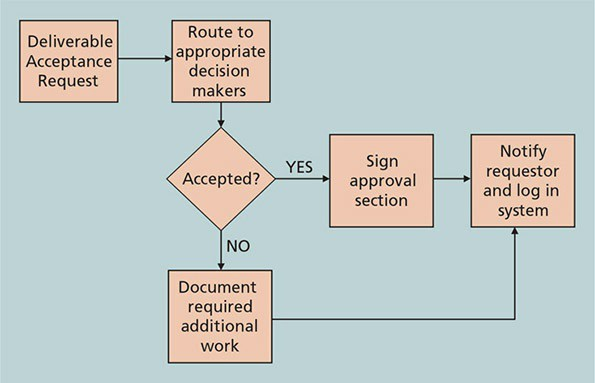 Deliverable
Acceptance
Request
Route to
appropriate
decision
makers
Accepted?
YES
Sign
approval
section
Notify
requestor
and log in
system
NO
Document
required
additional
work